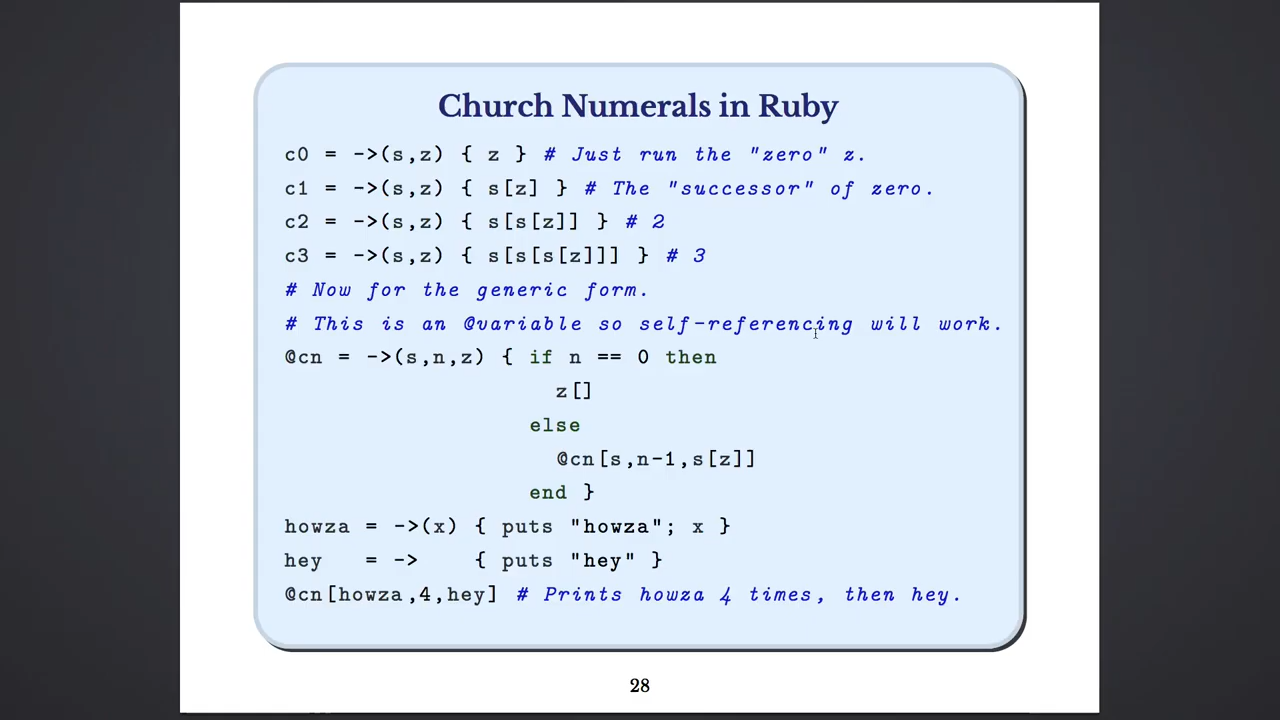 Church Numerals in Ruby
c0 = ->(s,z) { z } # Just run the "zero" z.
c1 = ->(s,z) { s[z] } # The "successor" of zero.
c2 = ->(s,z) { s[s[z]] } # 2
c3 = ->(s,z) { s[s[s[z]]] } # 3
# Now for the generic form.
# This is an @variable so self-referencing will work.
@cn = ->(s,n,z) { if n == 0 then
z[]
else
@cn[s,n-1,s[z]]
end }
howza = ->(x) { puts "howza"; x }
hey = -> { puts "hey" }
@cn[howza,4,hey] # Prints howza 4 times, then hey.
28